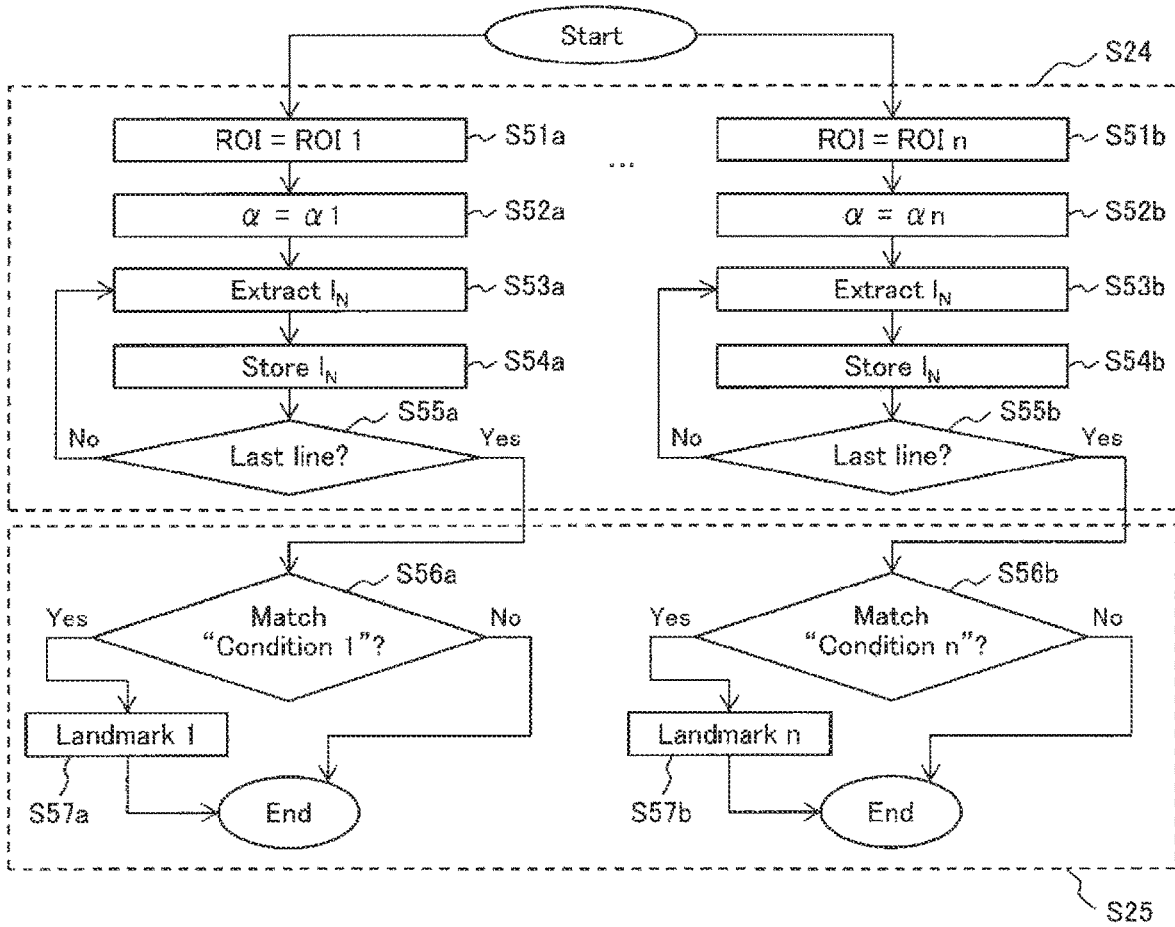 Start
S24
ROI = ROI 1
S51a
...
ROI = ROI n
S51b
α = α 1
S52a
α = α n
S52b
Extract I_N
S53a
Extract I_N
S53b
Store I_N
S54a
Store I_N
S54b
S55a
S55b
No
Last line?
Yes
No
Last line?
Yes
S56a
S56b
Yes
Match
“Condition 1”?
No
Yes
Match
“Condition n”?
No
Landmark 1
Landmark n
S57a
End
S57b
End
S25